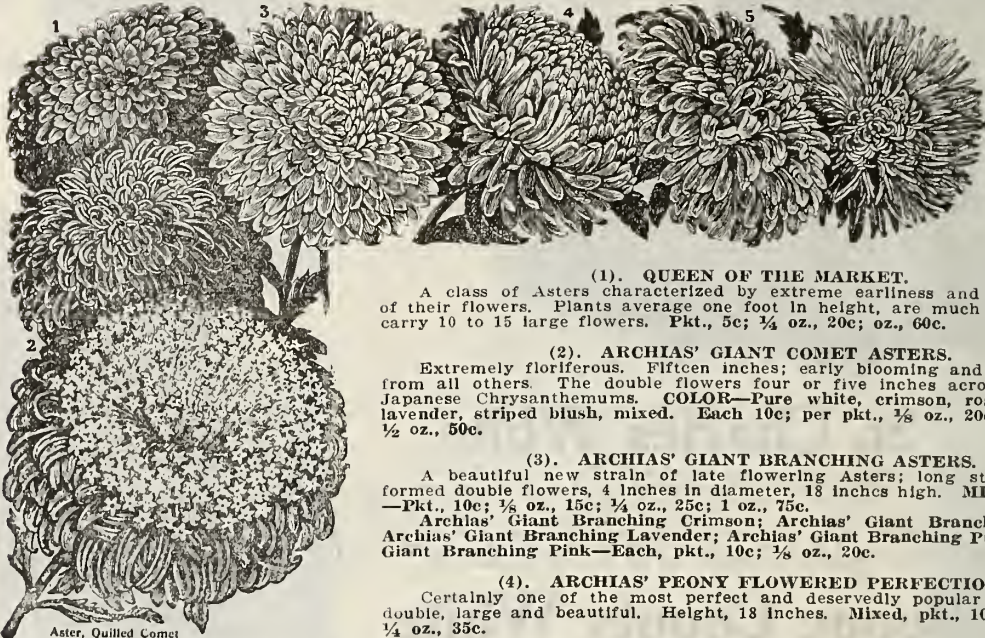 1
3
4
5
2
Aster, Quilled Comet
(1). QUEEN OF THE MARKET.
A class of Asters characterized by extreme earliness and
of their flowers. Plants average one foot in height, are much
carry 10 to 15 large flowers. Pkt., 5c; ¼ oz., 20c; oz., 60c.
(2). ARCHIAS' GIANT COMET ASTERS.
Extremely floriferous. Fifteen inches; early blooming and
from all others. The double flowers four or five inches acro
Japanese Chrysanthemums. COLOR—Pure white, crimson, ro
lavender, striped blush, mixed. Each 10c; per pkt., ⅛ oz., 20
½ oz., 50c.
(3). ARCHIAS' GIANT BRANCHING ASTERS.
A beautiful new strain of late flowering Asters; long st
formed double flowers, 4 inches in diameter, 18 inches high.
—Pkt., 10c; ⅛ oz., 15c; ¼ oz., 25c; 1 oz., 75c.
Archias' Giant Branching Crimson; Archias' Giant Branc
Archias' Giant Branching Lavender; Archias' Giant Branching P
Giant Branching Pink—Each, pkt., 10c; ⅛ oz., 20c.
(4). ARCHIAS' PEONY FLOWERED PERFECTIO
Certainly one of the most perfect and deservedly popular
double, large and beautiful. Height, 18 inches. Mixed, pkt., 10
¼ oz., 35c.